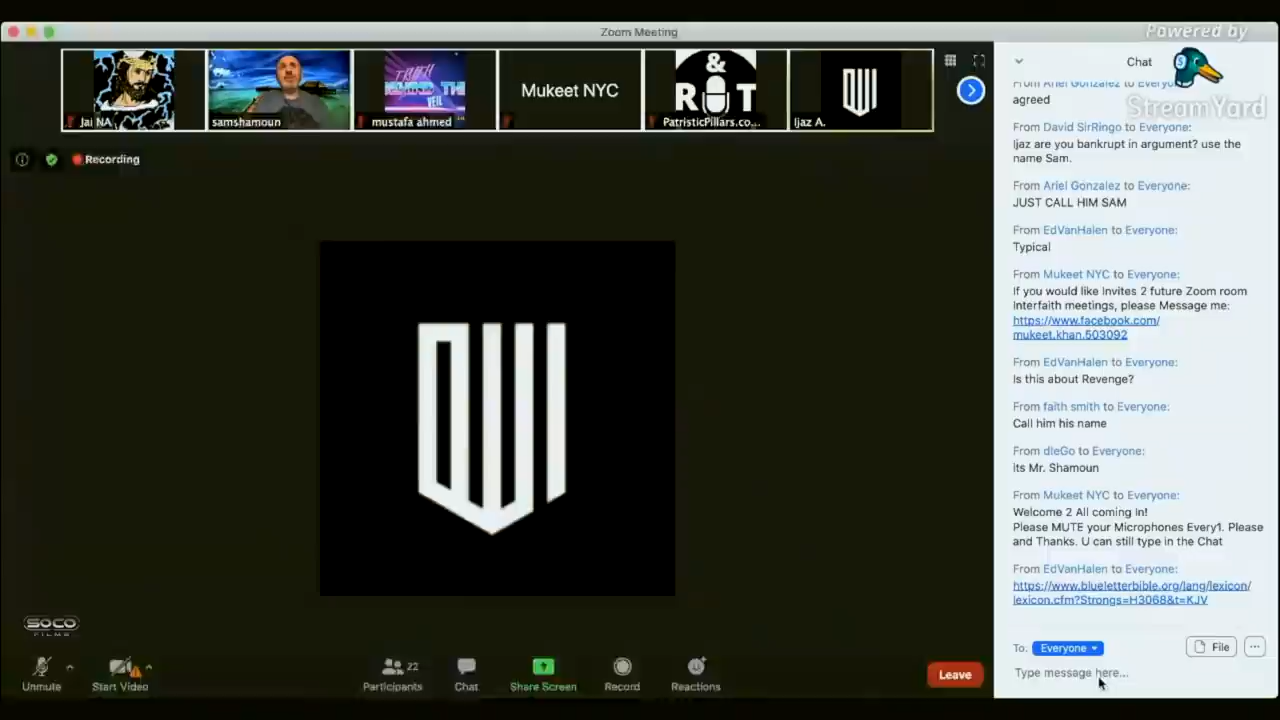 Powered by
StreamYard
Zoom Meeting
Jai NA
samshamoun
TRUTH
BEHIND THE
VEIL
mustafa ahmed
Mukeet NYC
&
R T
PatristicPillars.co...
Ijaz A.
Recording
Chat
agreed
From David SirRingo to Everyone:
Ijaz are you bankrupt in argument? use the
name Sam.
From Ariel Gonzalez to Everyone:
JUST CALL HIM SAM
From EdVanHalen to Everyone:
Typical
From Mukeet NYC to Everyone:
If you would like Invites 2 future Zoom room
Interfaith meetings, please Message me:
https://www.facebook.com/
mukeet.khan.503092
From EdVanHalen to Everyone:
Is this about Revenge?
From faith smith to Everyone:
Call him his name
From dleGo to Everyone:
its Mr. Shamoun
From Mukeet NYC to Everyone:
Welcome 2 All coming In!
Please MUTE your Microphones Every1. Please
and Thanks. U can still type in the Chat
From EdVanHalen to Everyone:
https://www.blueletterbible.org/lang/lexicon/
lexicon.cfm?Strongs=H3068&t=KJV
To: Everyone
File
Type message here...
SOCO
FILMS
Unmute
Start Video
22
Participants
Chat
Share Screen
Record
Reactions
Leave